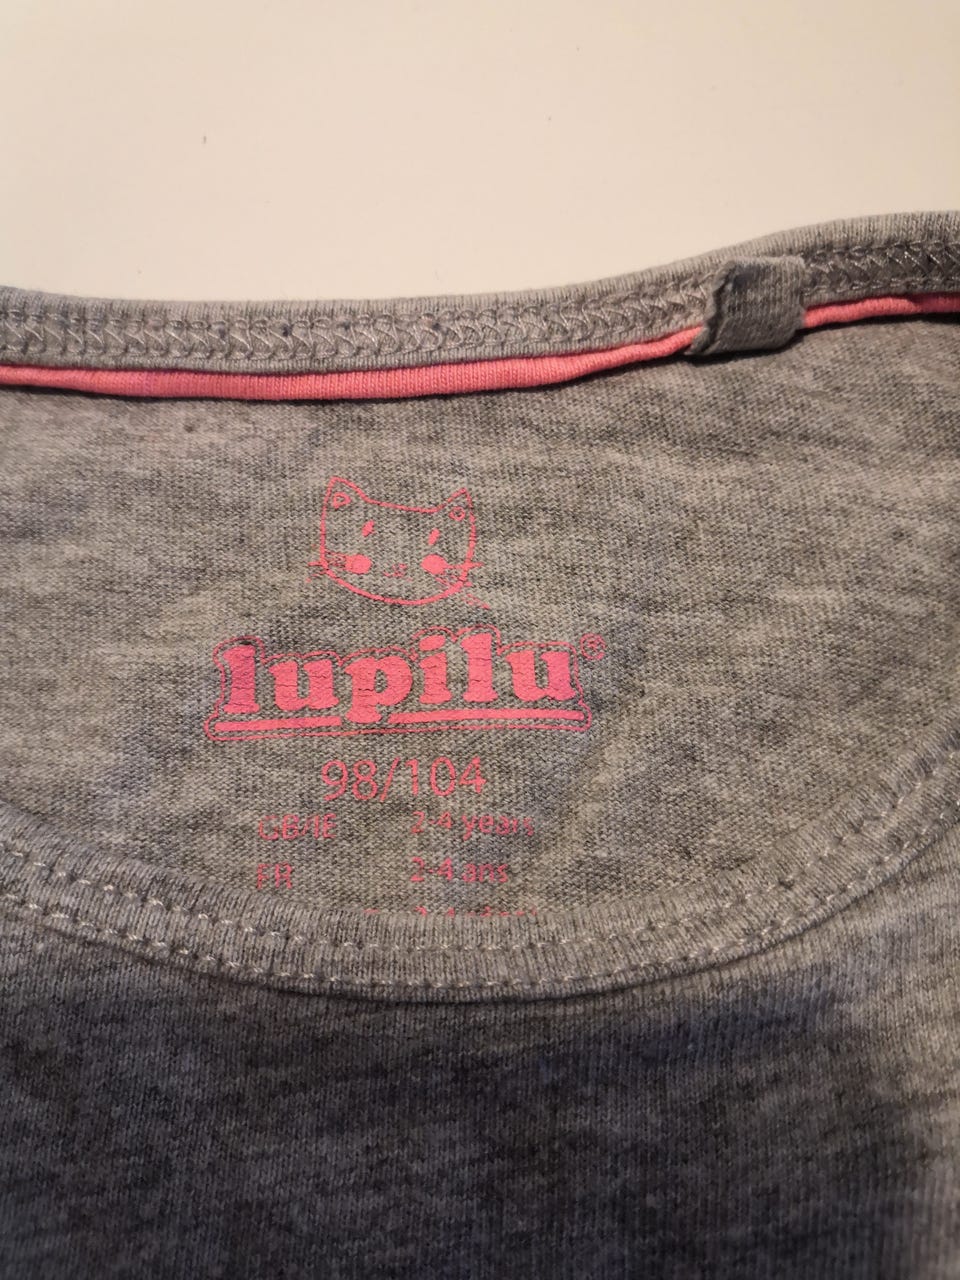 lupilu®
98/104
GB/IE 2-4 years
FR 2-4 ans